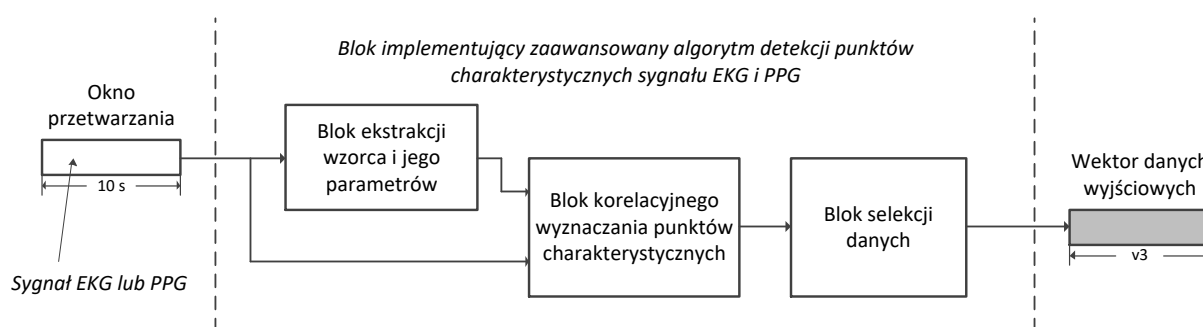 Blok implementujący zaawansowany algorytm detekcji punktów
charakterystycznych sygnału EKG i PPG
Okno
przetwarzania
10 s
Sygnał EKG lub PPG
Blok ekstrakcji
wzorca i jego
parametrów
Blok korelacyjnego
wyznaczania punktów
charakterystycznych
Blok selekcji
danych
Wektor danych
wyjściowych
v3